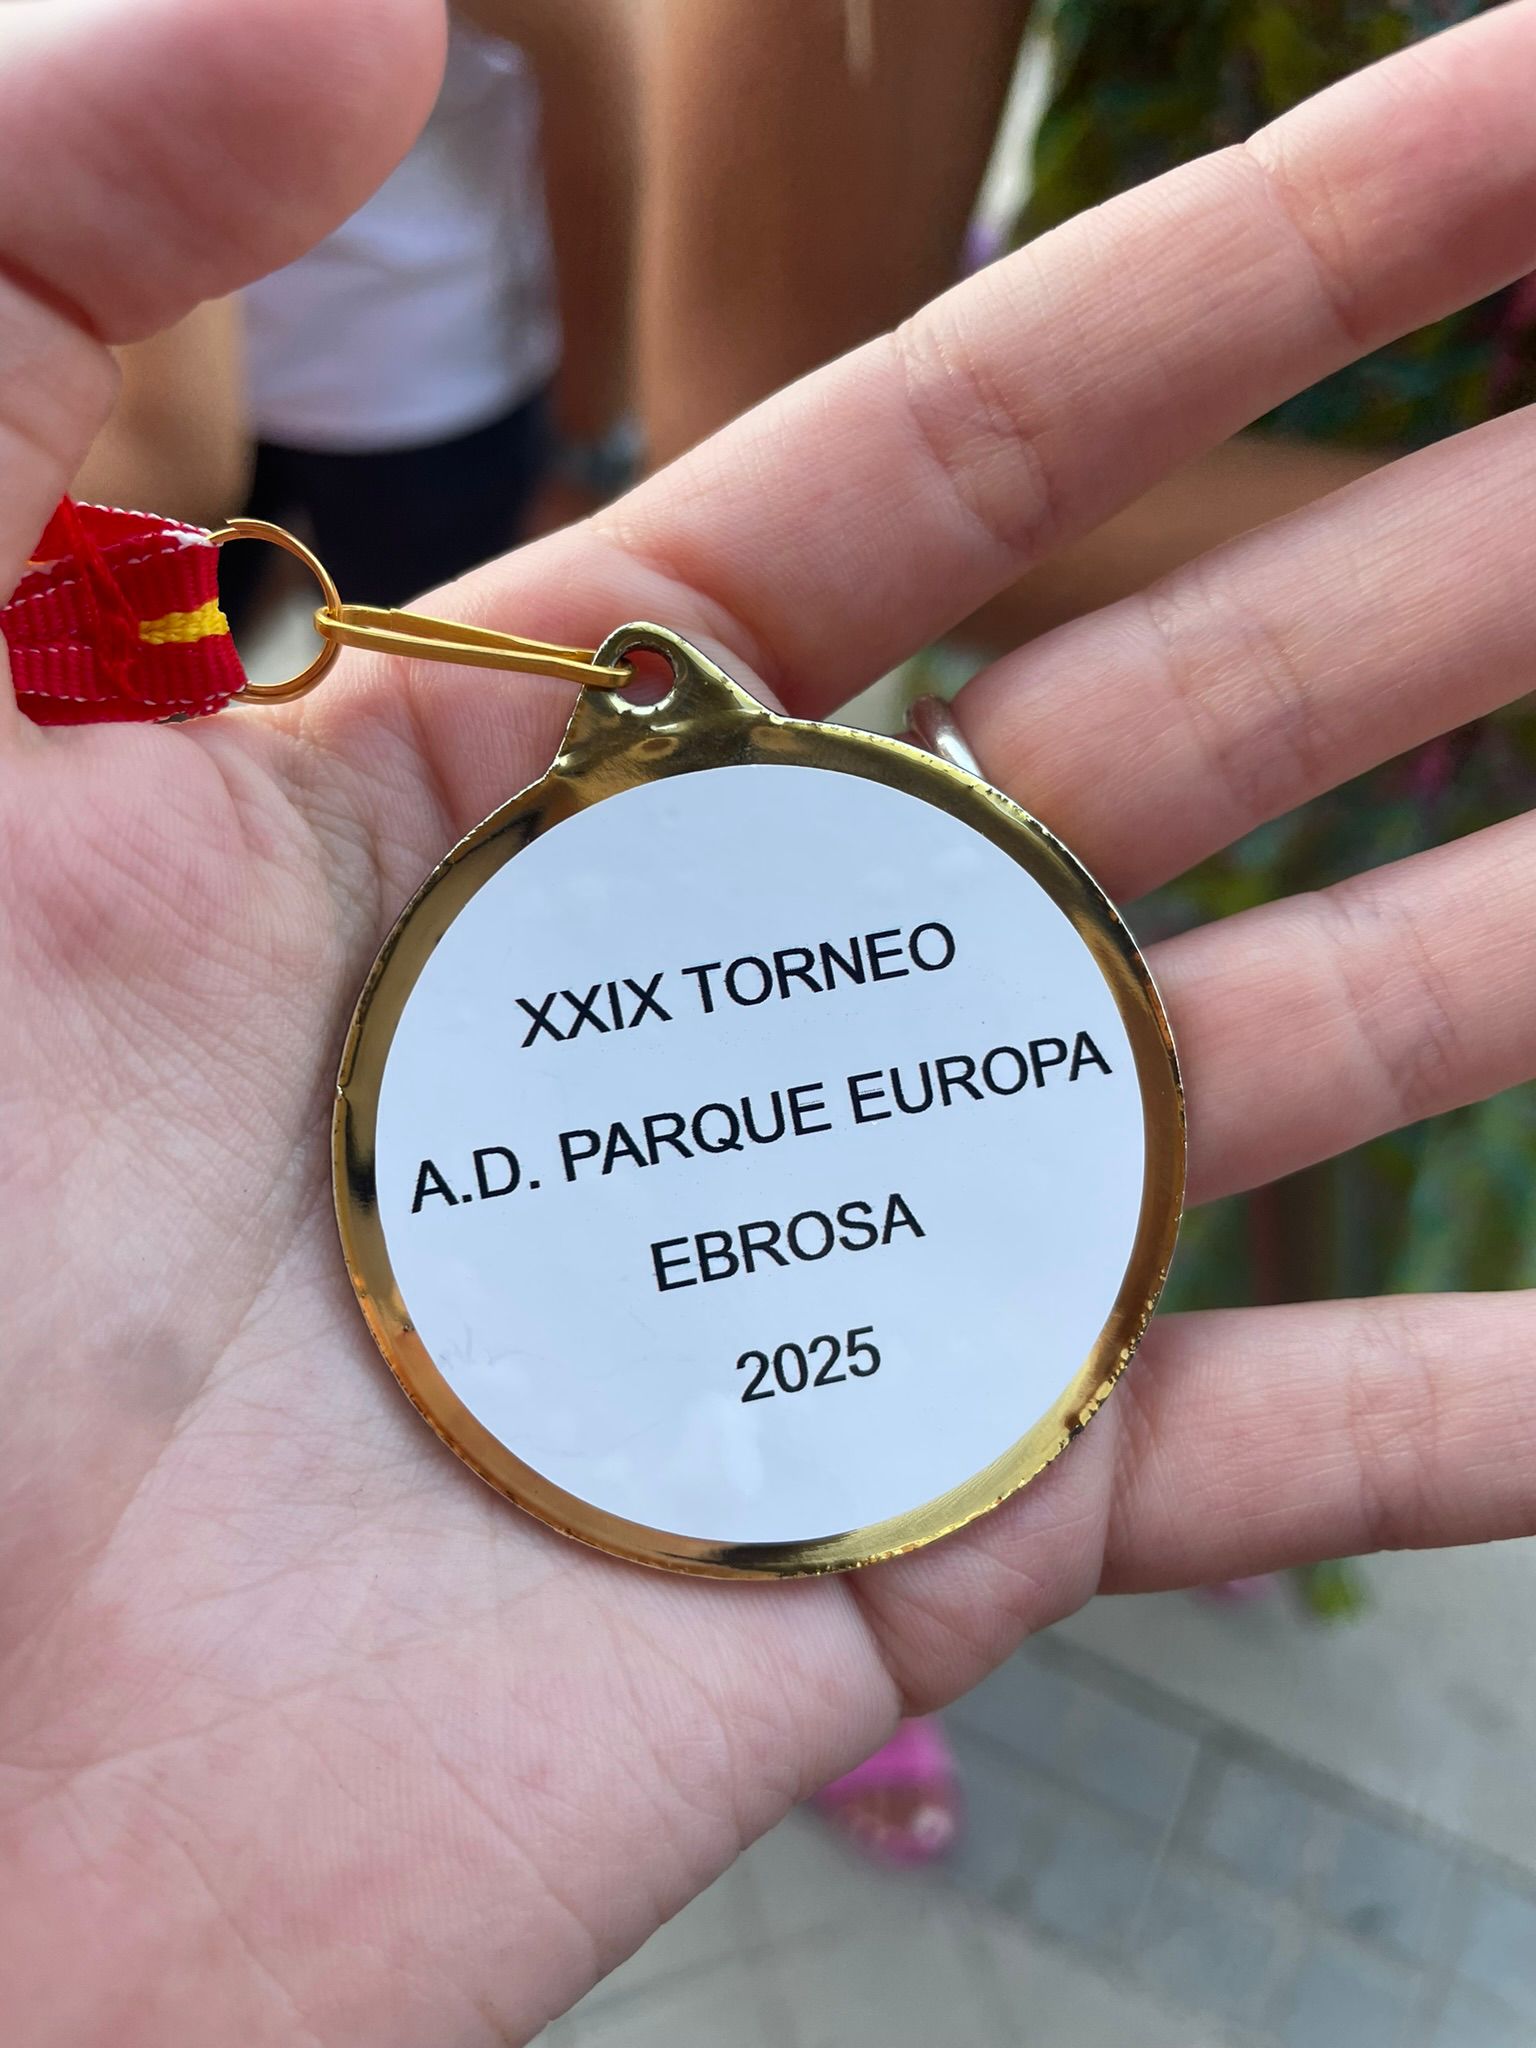 XXIX TORNEO
A.D. PARQUE EUROPA
EBROSA
2025